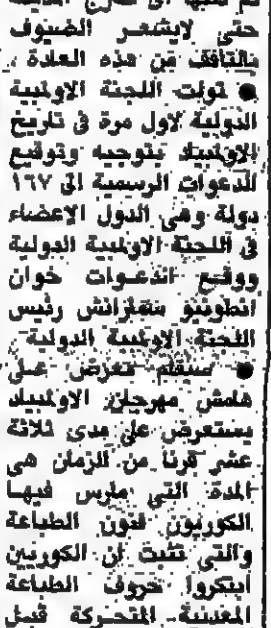 حتى لايشعر الضيوف
بالتأفف من هذه العادة .
● تولت اللجنة الاولمبية
الدولية لاول مرة في تاريخ
الاولمبياد بتوجيه وتوقيع
الدعوات الرسمية الى ١٦٧
دولة وهي الدول الاعضاء
في اللجنة الاولمبية الدولية
ووقع الدعوات خوان
انطونيو سمارانش رئيس
اللجنة الاولمبية الدولية .
● سيقام معرض على
هامش مهرجان الاولمبياد
يستعرض على مدى ثلاثة
عشر قرنا من الزمان هي
المدة التي مارس فيها
الكوريون فنون الطباعة
والتي تثبت ان الكوريين
ابتكروا حروف الطباعة
المعدنية المتحركة قبل